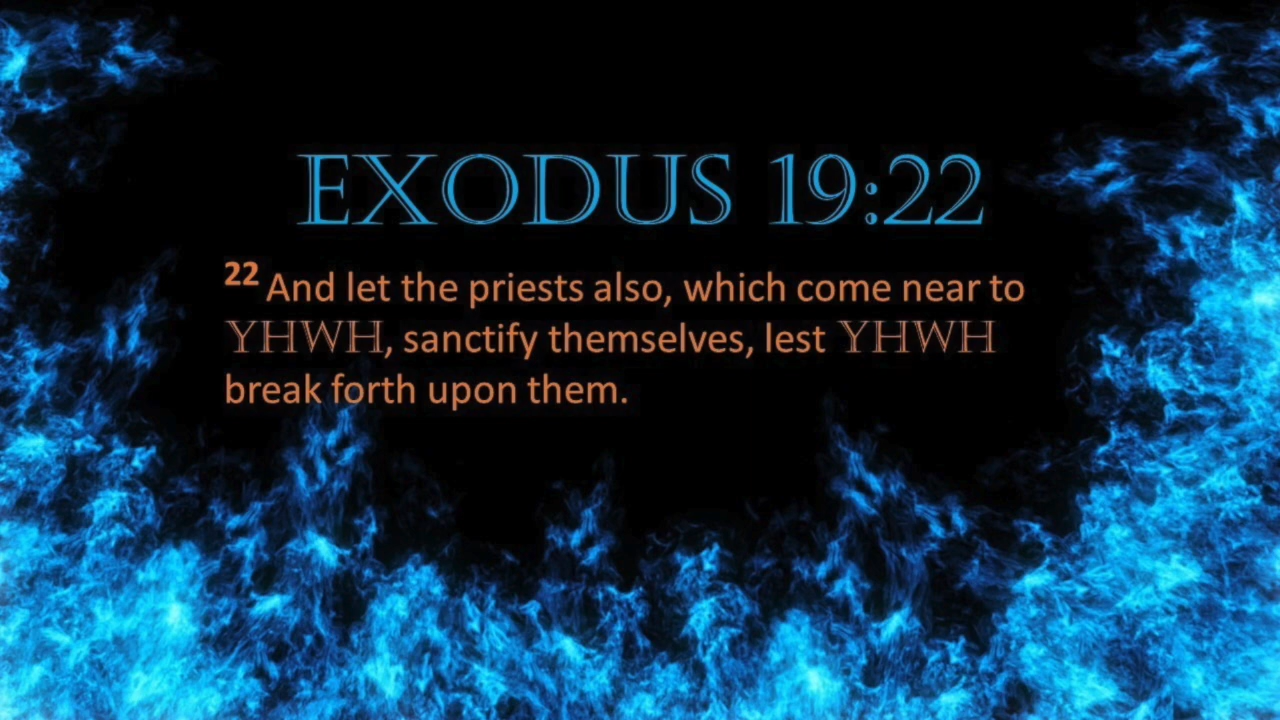 EXODUS 19:22
22 And let the priests also, which come near to
YHWH, sanctify themselves, lest YHWH
break forth upon them.